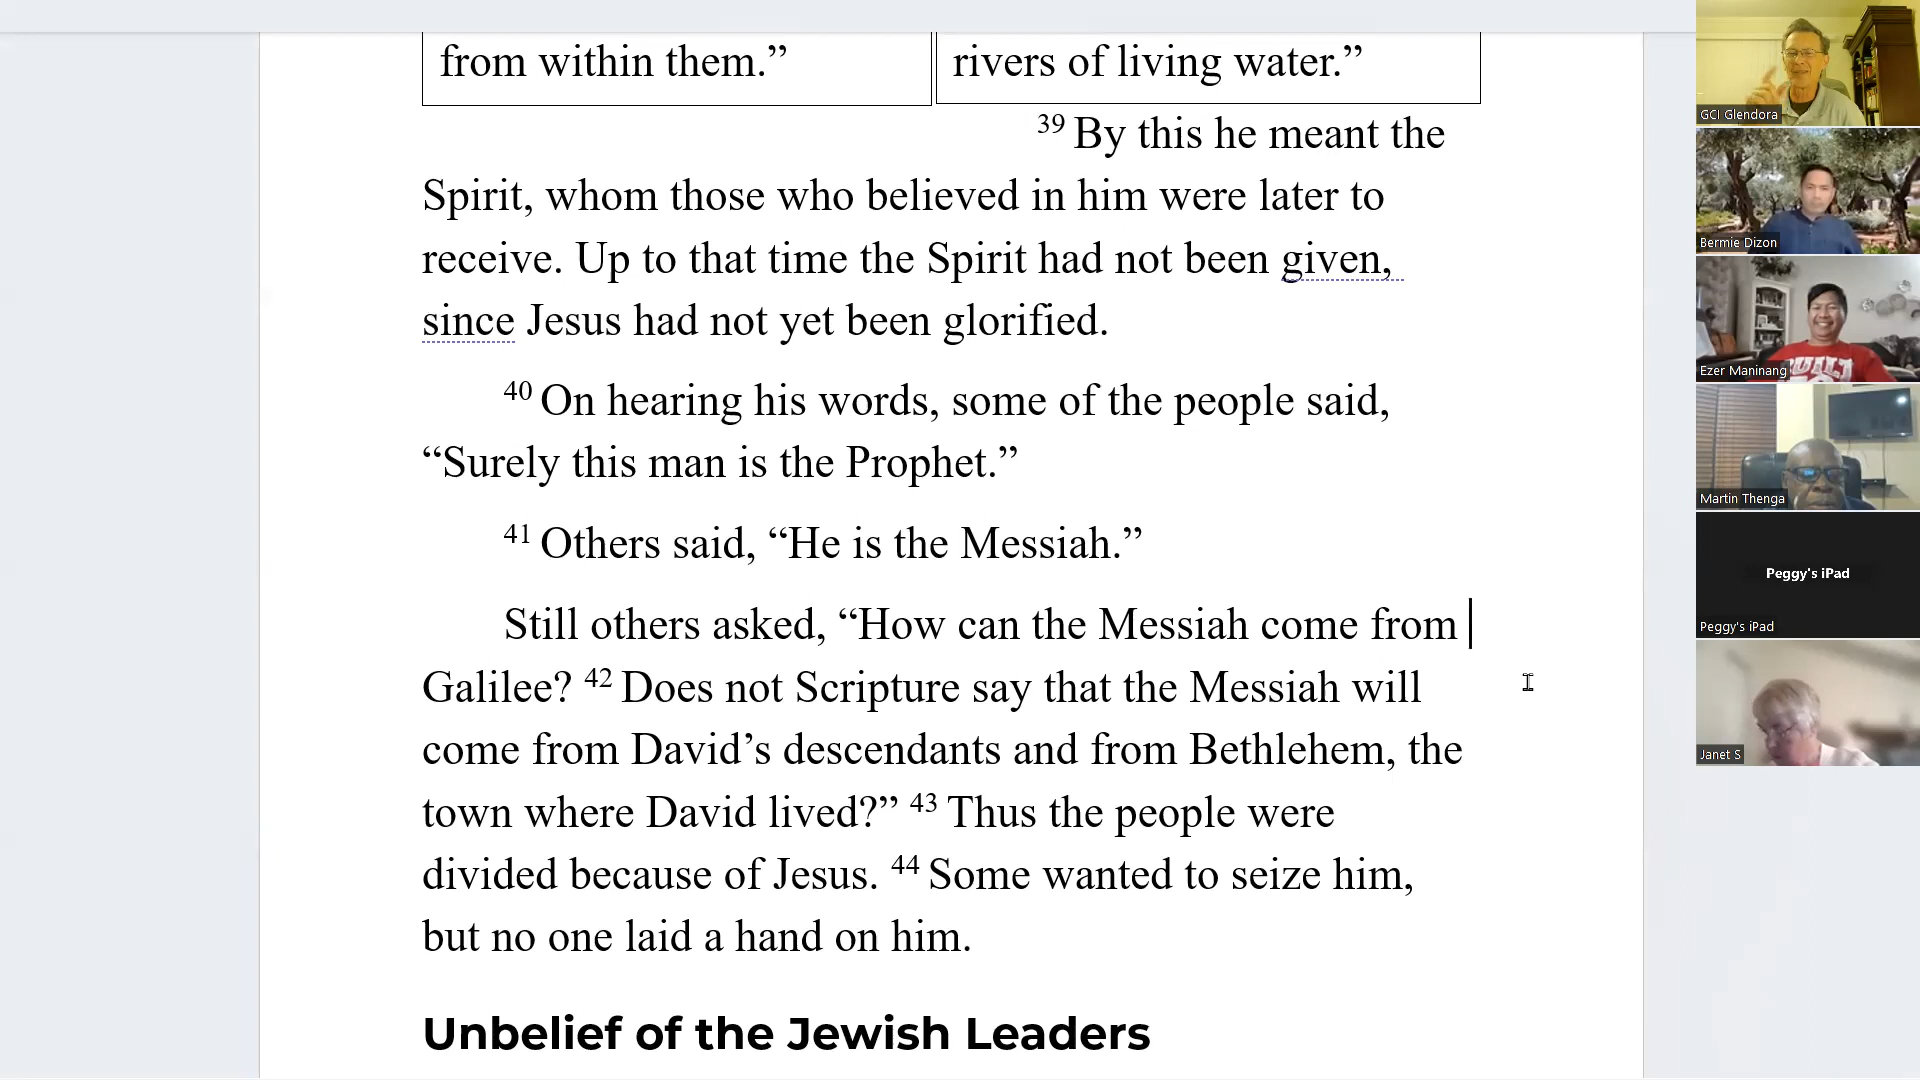 from within them.”
rivers of living water.”
39 By this he meant the
Spirit, whom those who believed in him were later to
receive. Up to that time the Spirit had not been given,
since Jesus had not yet been glorified.
40 On hearing his words, some of the people said,
“Surely this man is the Prophet.”
41 Others said, “He is the Messiah.”
Still others asked, “How can the Messiah come from
Galilee? 42 Does not Scripture say that the Messiah will
come from David’s descendants and from Bethlehem, the
town where David lived?” 43 Thus the people were
divided because of Jesus. 44 Some wanted to seize him,
but no one laid a hand on him.
Unbelief of the Jewish Leaders
GCI Glendora
Bermie Dizon
BUILT
Ezer Maninang
Martin Thenga
Peggy's iPad
Peggy's iPad
Janet S